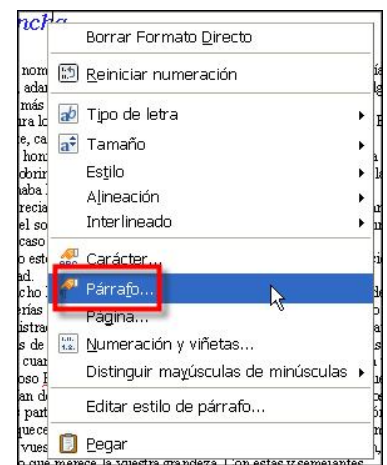 ncha
Borrar Formato Directo
Reiniciar numeración
Tipo de letra
Tamaño
Estilo
Alineación
Interlineado
Carácter...
Párrafo...
Página...
Numeración y viñetas...
Distinguir mayúsculas de minúsculas
Editar estilo de párrafo...
Pegar
que merece la vuestra grandeza. Con estas y semejantes